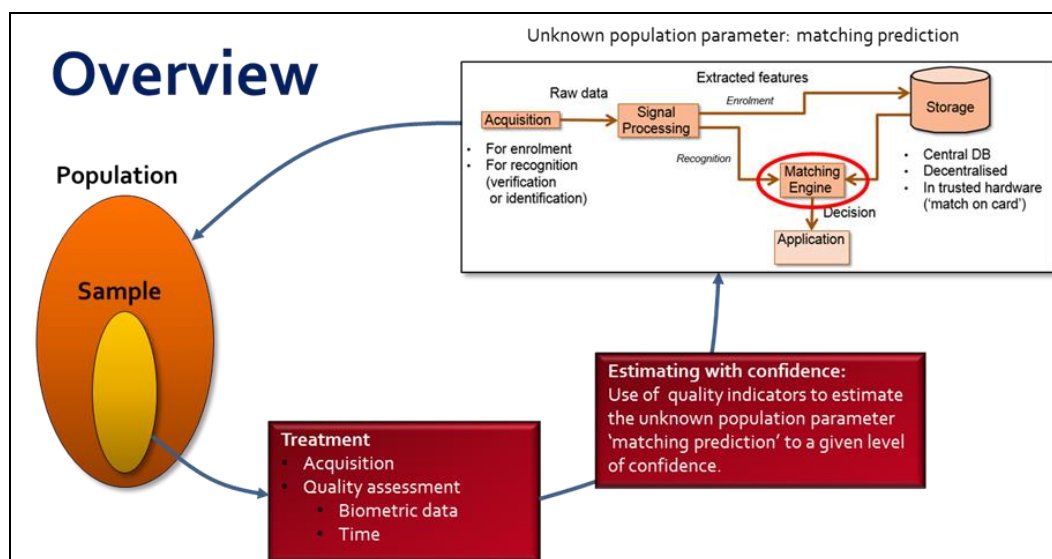 Overview
Unknown population parameter: matching prediction
Raw data
Extracted features
Enrolment
Acquisition
Signal
Processing
Storage
• For enrolment
• For recognition
(verification
or identification)
Recognition
Matching
Engine
• Central DB
• Decentralised
• In trusted hardware
(‘match on card’)
Decision
Application
Population
Sample
Treatment
• Acquisition
• Quality assessment
• Biometric data
• Time
Estimating with confidence:
Use of quality indicators to estimate
the unknown population parameter
‘matching prediction’ to a given level
of confidence.